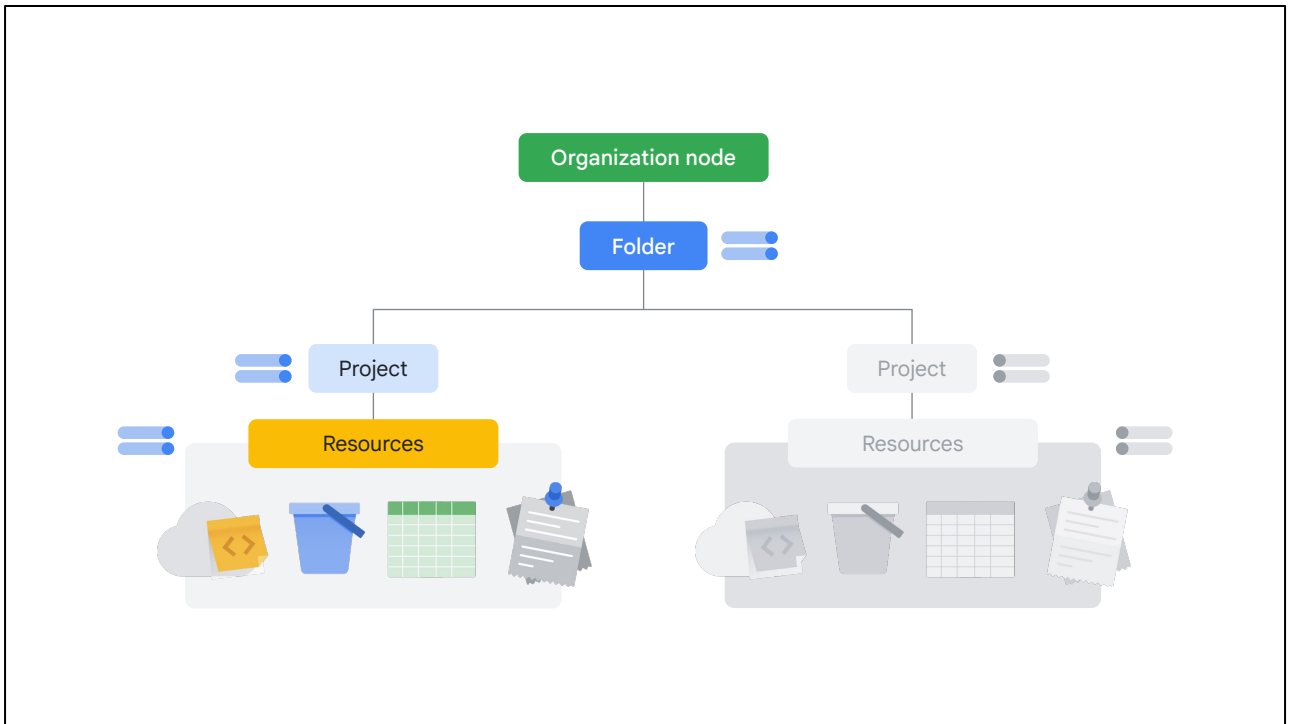 Organization node
Folder
Project
Project
Resources
Resources